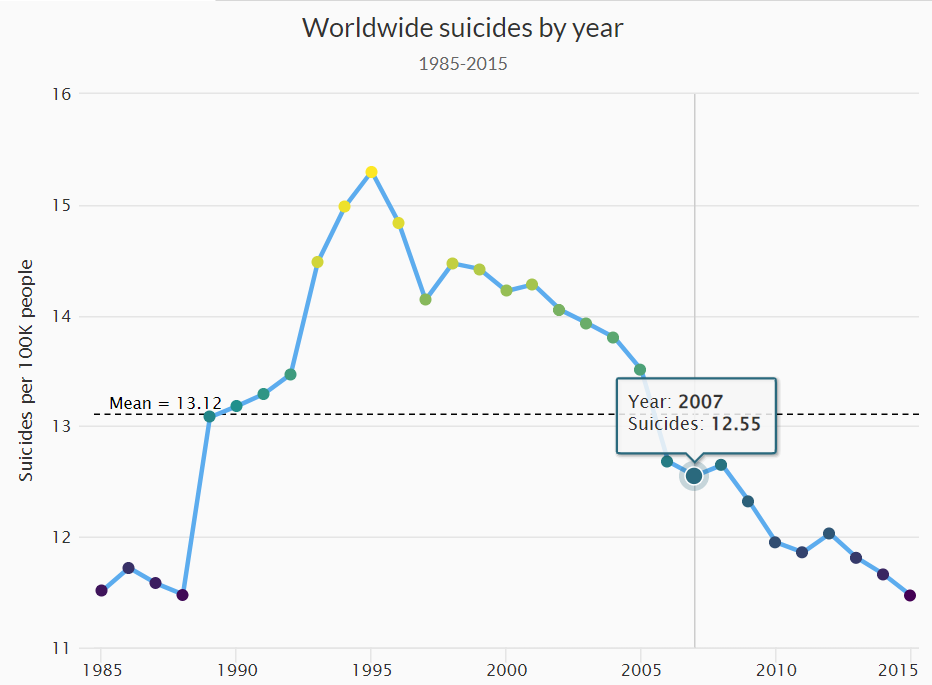 Worldwide suicides by year
1985-2015
16
15
14
13
12
11
Suicides per 100K people
Mean = 13.12
Year: 2007
Suicides: 12.55
1985 1990 1995 2000 2005 2010 2015